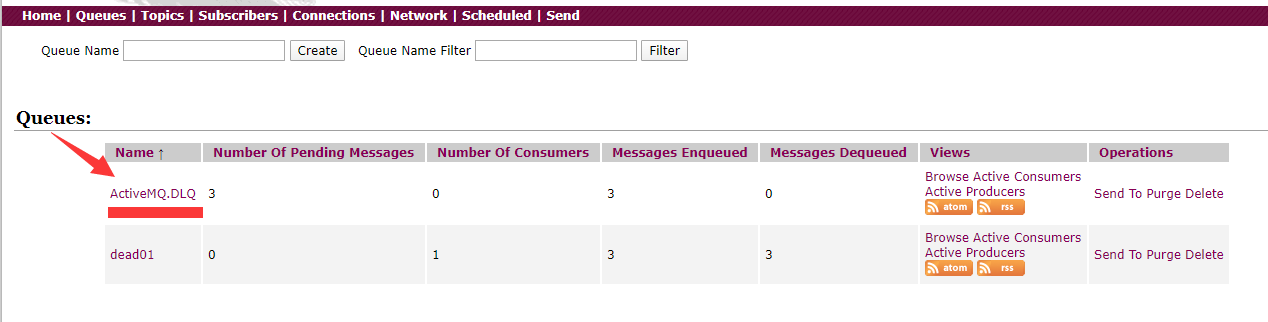 Home | Queues | Topics | Subscribers | Connections | Network | Scheduled | Send
Queue Name Create Queue Name Filter Filter
Queues:
Name ↑ Number Of Pending Messages Number Of Consumers Messages Enqueued Messages Dequeued Views Operations
ActiveMQ.DLQ 3 0 3 0 Browse Active Consumers
Active Producers
atom rss
Send To Purge Delete
dead01 0 1 3 3 Browse Active Consumers
Active Producers
atom rss
Send To Purge Delete